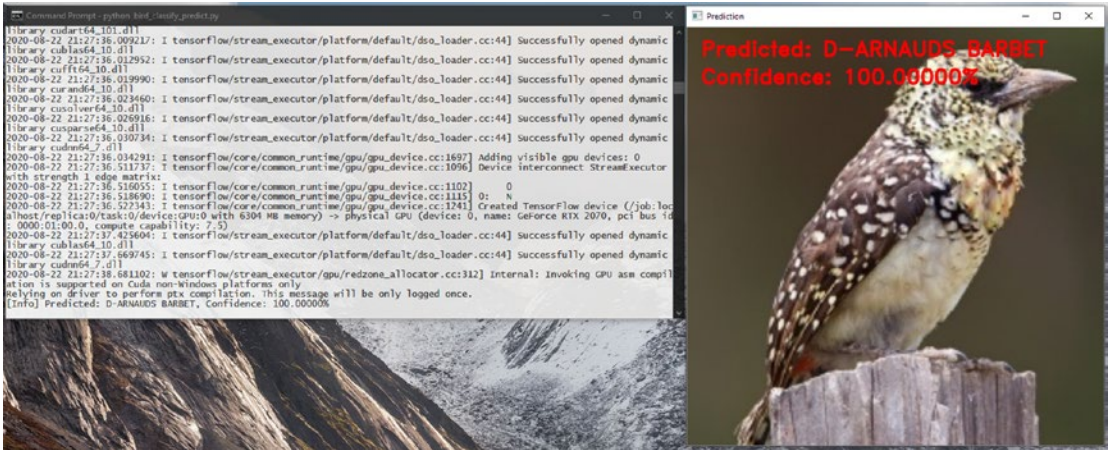 Command Prompt - python bird_classify_predict.py
library cudart64_101.dll
2020-08-22 21:27:36.009217: I tensorflow/stream_executor/platform/default/dso_loader.cc:44] Successfully opened dynamic
library cublas64_10.dll
2020-08-22 21:27:36.012952: I tensorflow/stream_executor/platform/default/dso_loader.cc:44] Successfully opened dynamic
library cufft64_10.dll
2020-08-22 21:27:36.019990: I tensorflow/stream_executor/platform/default/dso_loader.cc:44] Successfully opened dynamic
library curand64_10.dll
2020-08-22 21:27:36.023460: I tensorflow/stream_executor/platform/default/dso_loader.cc:44] Successfully opened dynamic
library cusolver64_10.dll
2020-08-22 21:27:36.026916: I tensorflow/stream_executor/platform/default/dso_loader.cc:44] Successfully opened dynamic
library cusparse64_10.dll
2020-08-22 21:27:36.030734: I tensorflow/stream_executor/platform/default/dso_loader.cc:44] Successfully opened dynamic
library cudnn64_7.dll
2020-08-22 21:27:36.034291: I tensorflow/core/common_runtime/gpu/gpu_device.cc:1697] Adding visible gpu devices: 0
2020-08-22 21:27:36.511737: I tensorflow/core/common_runtime/gpu/gpu_device.cc:1096] Device interconnect StreamExecutor
with strength 1 edge matrix:
2020-08-22 21:27:36.516055: I tensorflow/core/common_runtime/gpu/gpu_device.cc:1102]      0
2020-08-22 21:27:36.518690: I tensorflow/core/common_runtime/gpu/gpu_device.cc:1115] 0:   N
2020-08-22 21:27:36.522343: I tensorflow/core/common_runtime/gpu/gpu_device.cc:1241] Created TensorFlow device (/job:loc
alhost/replica:0/task:0/device:GPU:0 with 6304 MB memory) -> physical GPU (device: 0, name: GeForce RTX 2070, pci bus id
: 0000:01:00.0, compute capability: 7.5)
2020-08-22 21:27:37.425604: I tensorflow/stream_executor/platform/default/dso_loader.cc:44] Successfully opened dynamic
library cublas64_10.dll
2020-08-22 21:27:37.669745: I tensorflow/stream_executor/platform/default/dso_loader.cc:44] Successfully opened dynamic
library cudnn64_7.dll
2020-08-22 21:27:38.681102: W tensorflow/stream_executor/gpu/redzone_allocator.cc:312] Internal: Invoking GPU asm compil
ation is supported on Cuda non-Windows platforms only
Relying on driver to perform ptx compilation. This message will be only logged once.
[Info] Predicted: D-ARNAUDS BARBET, Confidence: 100.00000%
Prediction
Predicted: D-ARNAUDS BARBET
Confidence: 100.00000%